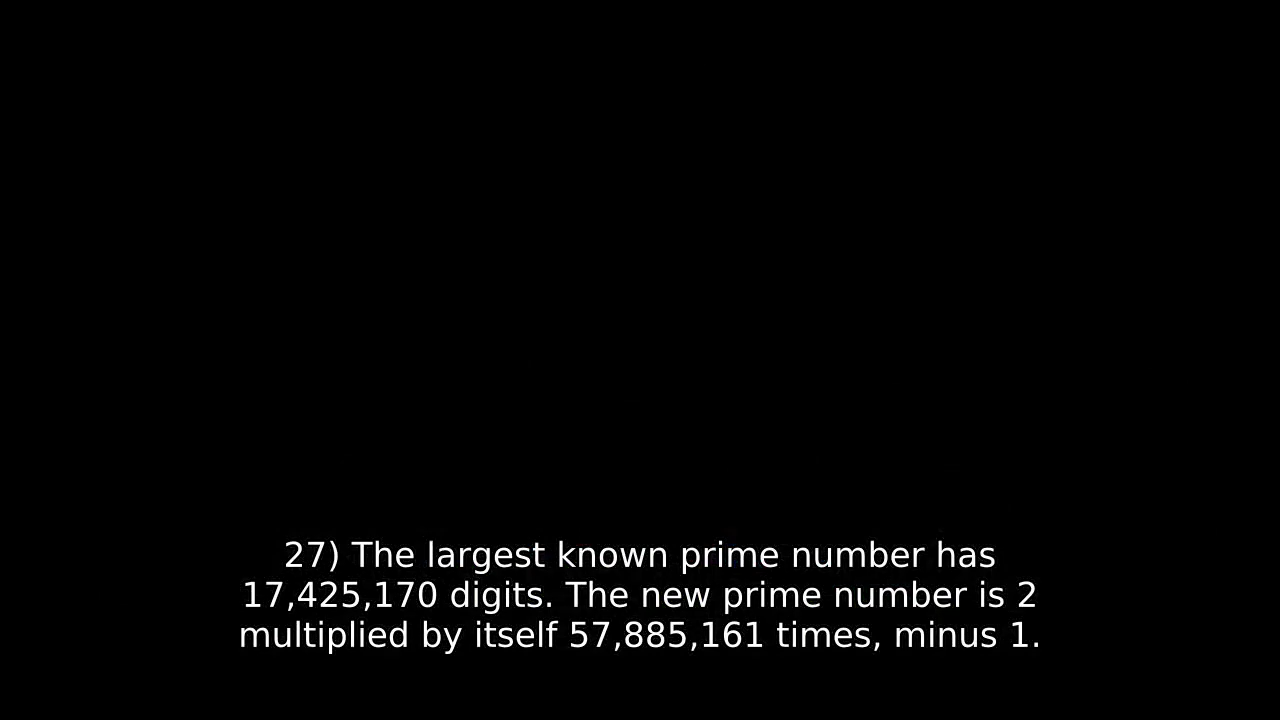 27) The largest known prime number has
17,425,170 digits. The new prime number is 2
multiplied by itself 57,885,161 times, minus 1.